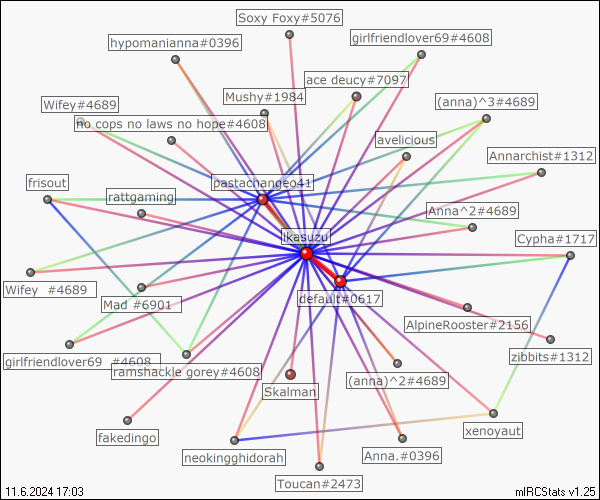 Soxy Foxy#5076
girlfriendlover69#4608
hypomanianna#0396
ace deucy#7097
Mushy#1984
(anna)^3#4689
Wifey#4689
no cops no laws no hope#4608
avelicious
Annarchist#1312
frisout
pastachange041
rattgaming
Anna^2#4689
ikasuzu
Cypha#1717
Wifey  #4689
default#0617
Mad #6901
AlpineRooster#2156
zibbits#1312
girlfriendlover69  #4608
ramshackle gorey#4608
(anna)^2#4689
Skalman
xenoyaut
fakedingo
neokingghidorah
Anna.#0396
Toucan#2473
11.6.2024 17:03
mIRCStats v1.25